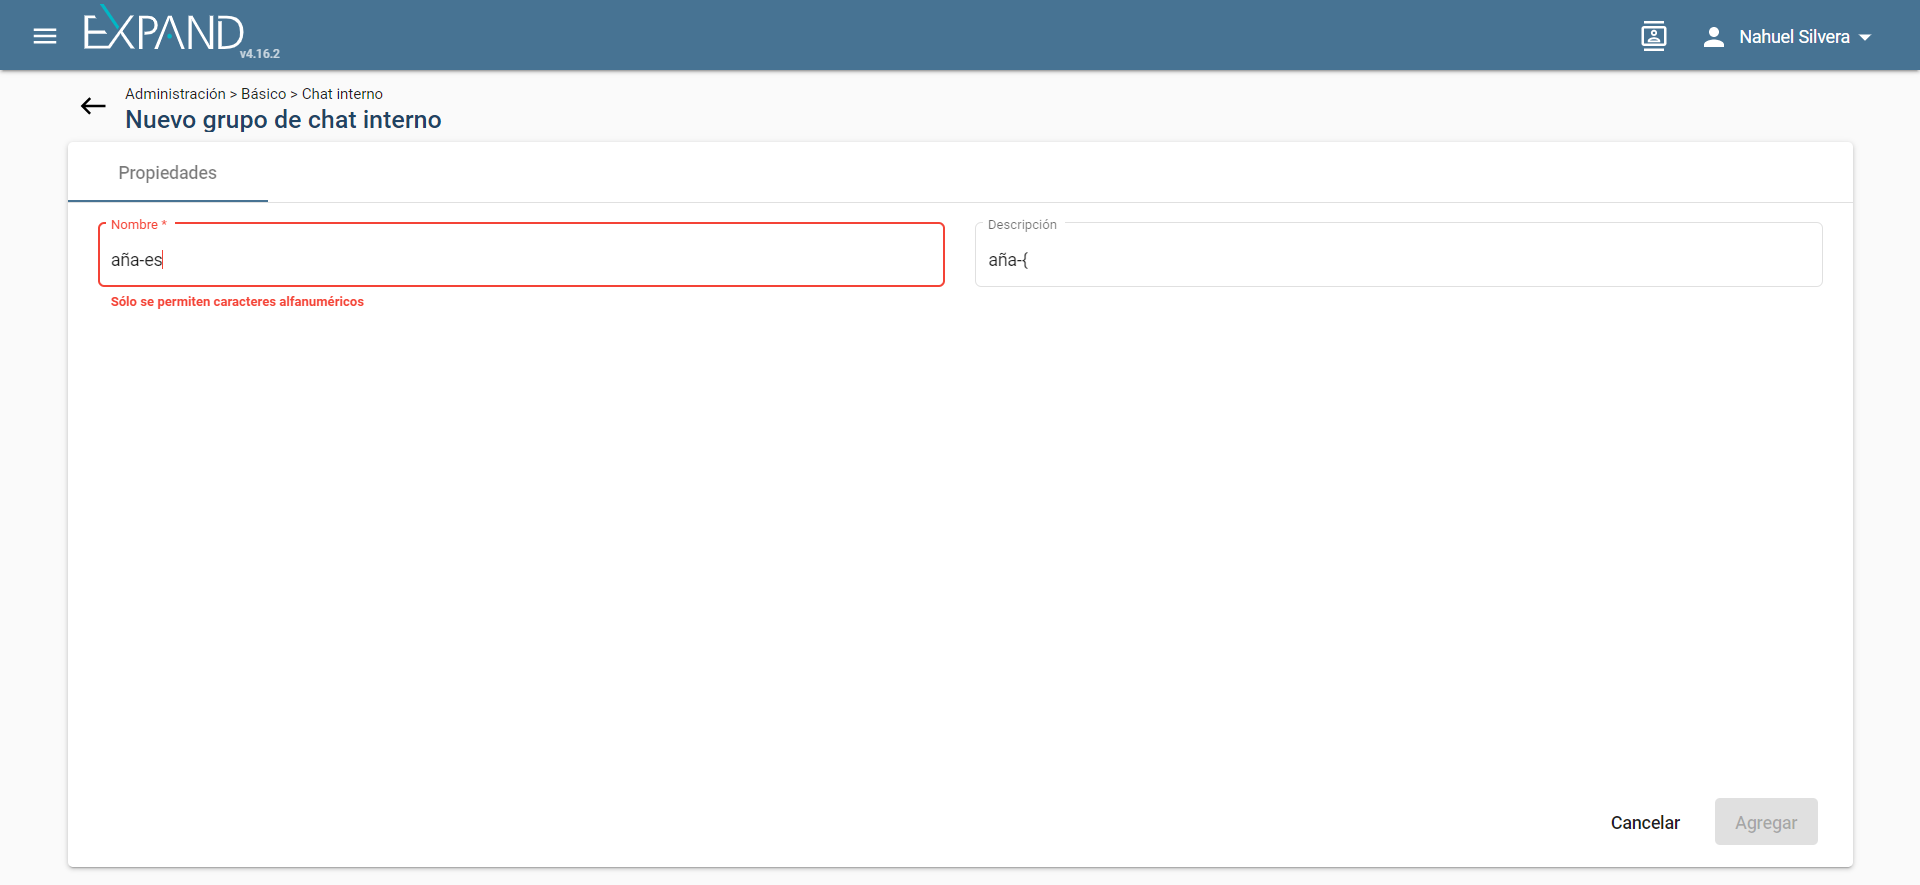 EXPAND
v4.16.2
Nahuel Silvera
Administración > Básico > Chat interno
Nuevo grupo de chat interno
Propiedades
Nombre *
aña-es
Sólo se permiten caracteres alfanuméricos
Descripción
aña-{
Cancelar
Agregar